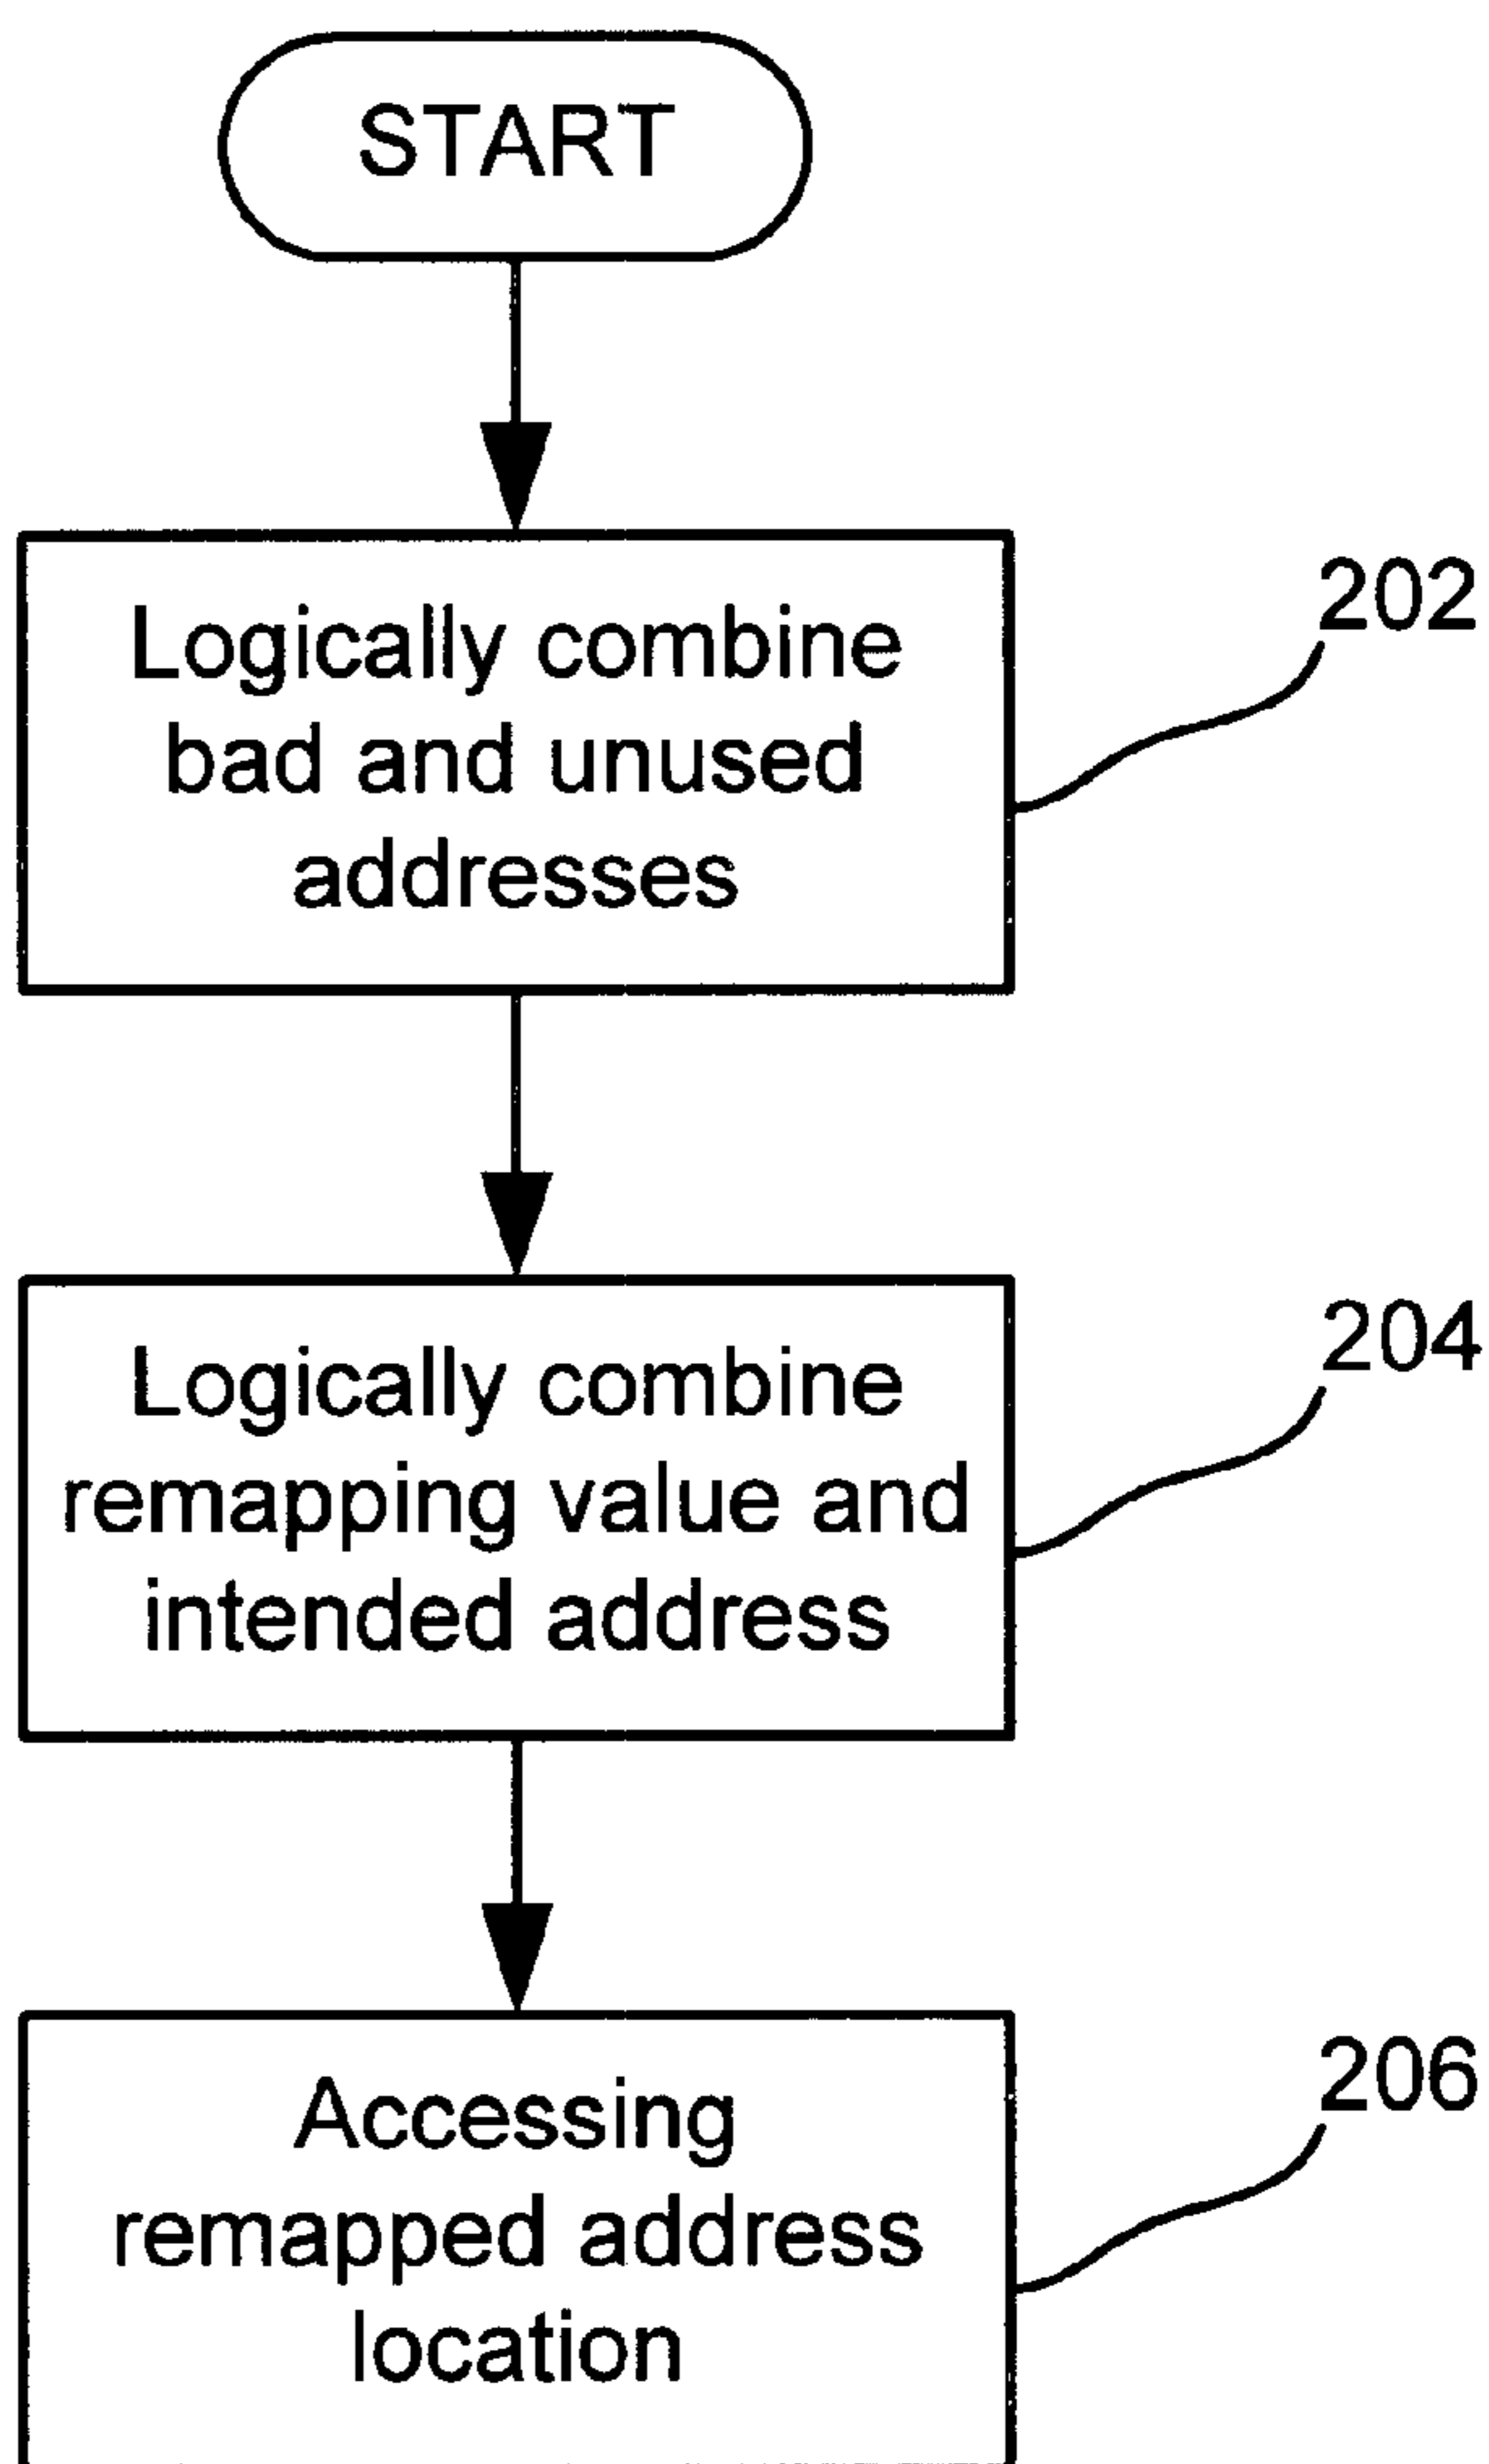 START
Logically combine
bad and unused
addresses
202
Logically combine
remapping value and
intended address
204
Accessing
remapped address
location
206